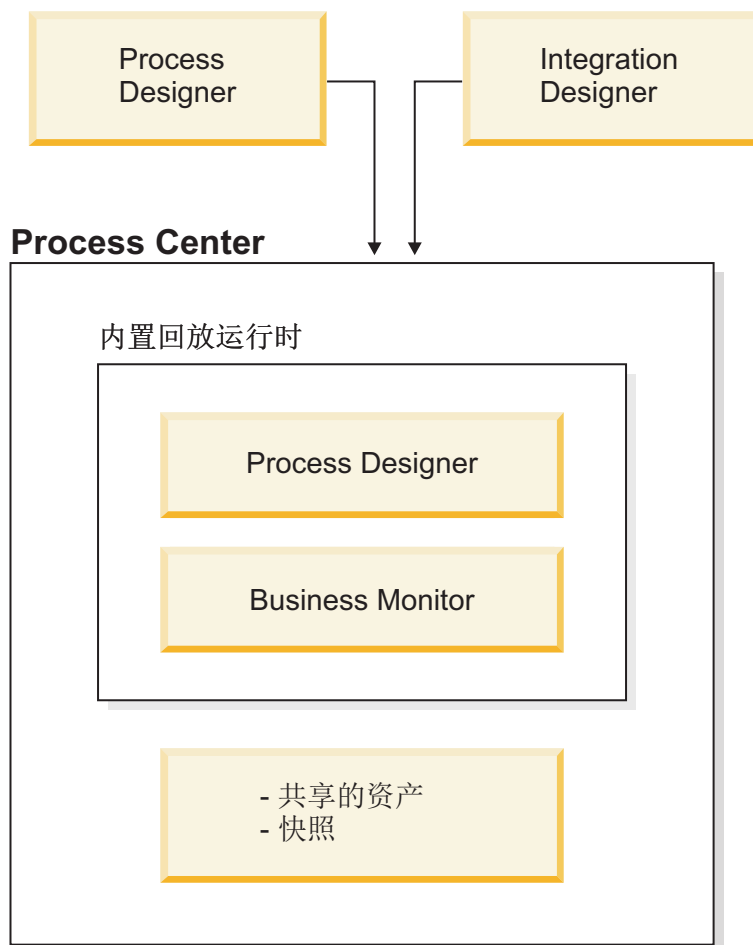 Process
Designer
Integration
Designer
Process Center
内置回放运行时
Process Designer
Business Monitor
- 共享的资产
- 快照